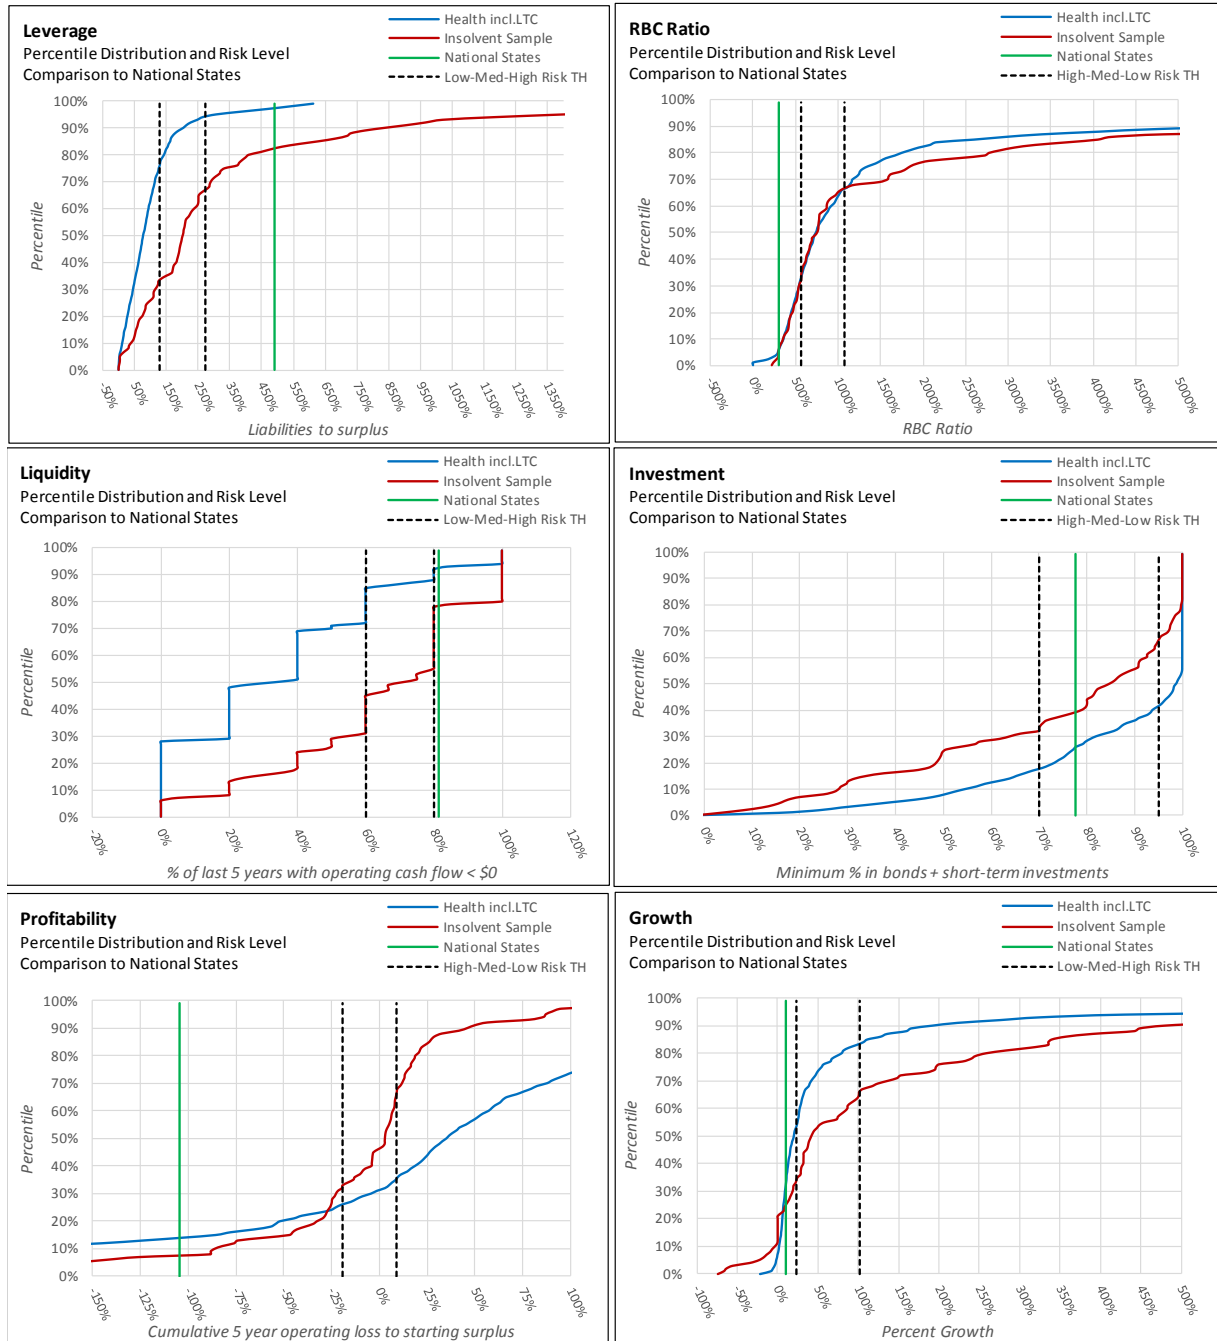 Leverage
Percentile Distribution and Risk Level
Comparison to National States
Health incl.LTC
Insolvent Sample
National States
Low-Med-High Risk TH
100%
90%
80%
70%
60%
50%
40%
30%
20%
10%
0%
Percentile
-50%
50%
150%
250%
350%
450%
550%
650%
750%
850%
950%
1050%
1150%
1250%
1350%
Liabilities to surplus
RBC Ratio
Percentile Distribution and Risk Level
Comparison to National States
Health incl.LTC
Insolvent Sample
National States
High-Med-Low Risk TH
100%
90%
80%
70%
60%
50%
40%
30%
20%
10%
0%
Percentile
-500%
0%
500%
1000%
1500%
2000%
2500%
3000%
3500%
4000%
4500%
5000%
RBC Ratio
Liquidity
Percentile Distribution and Risk Level
Comparison to National States
Health incl.LTC
Insolvent Sample
National States
Low-Med-High Risk TH
100%
90%
80%
70%
60%
50%
40%
30%
20%
10%
0%
Percentile
-20%
0%
20%
40%
60%
80%
100%
120%
% of last 5 years with operating cash flow < $0
Investment
Percentile Distribution and Risk Level
Comparison to National States
Health incl.LTC
Insolvent Sample
National States
High-Med-Low Risk TH
100%
90%
80%
70%
60%
50%
40%
30%
20%
10%
0%
Percentile
0%
10%
20%
30%
40%
50%
60%
70%
80%
90%
100%
Minimum % in bonds + short-term investments
Profitability
Percentile Distribution and Risk Level
Comparison to National States
Health incl.LTC
Insolvent Sample
National States
High-Med-Low Risk TH
100%
90%
80%
70%
60%
50%
40%
30%
20%
10%
0%
Percentile
-150%
-125%
-100%
-75%
-50%
-25%
0%
25%
50%
75%
100%
Cumulative 5 year operating loss to starting surplus
Growth
Percentile Distribution and Risk Level
Comparison to National States
Health incl.LTC
Insolvent Sample
National States
Low-Med-High Risk TH
100%
90%
80%
70%
60%
50%
40%
30%
20%
10%
0%
Percentile
-100%
-50%
0%
50%
100%
150%
200%
250%
300%
350%
400%
450%
500%
Percent Growth